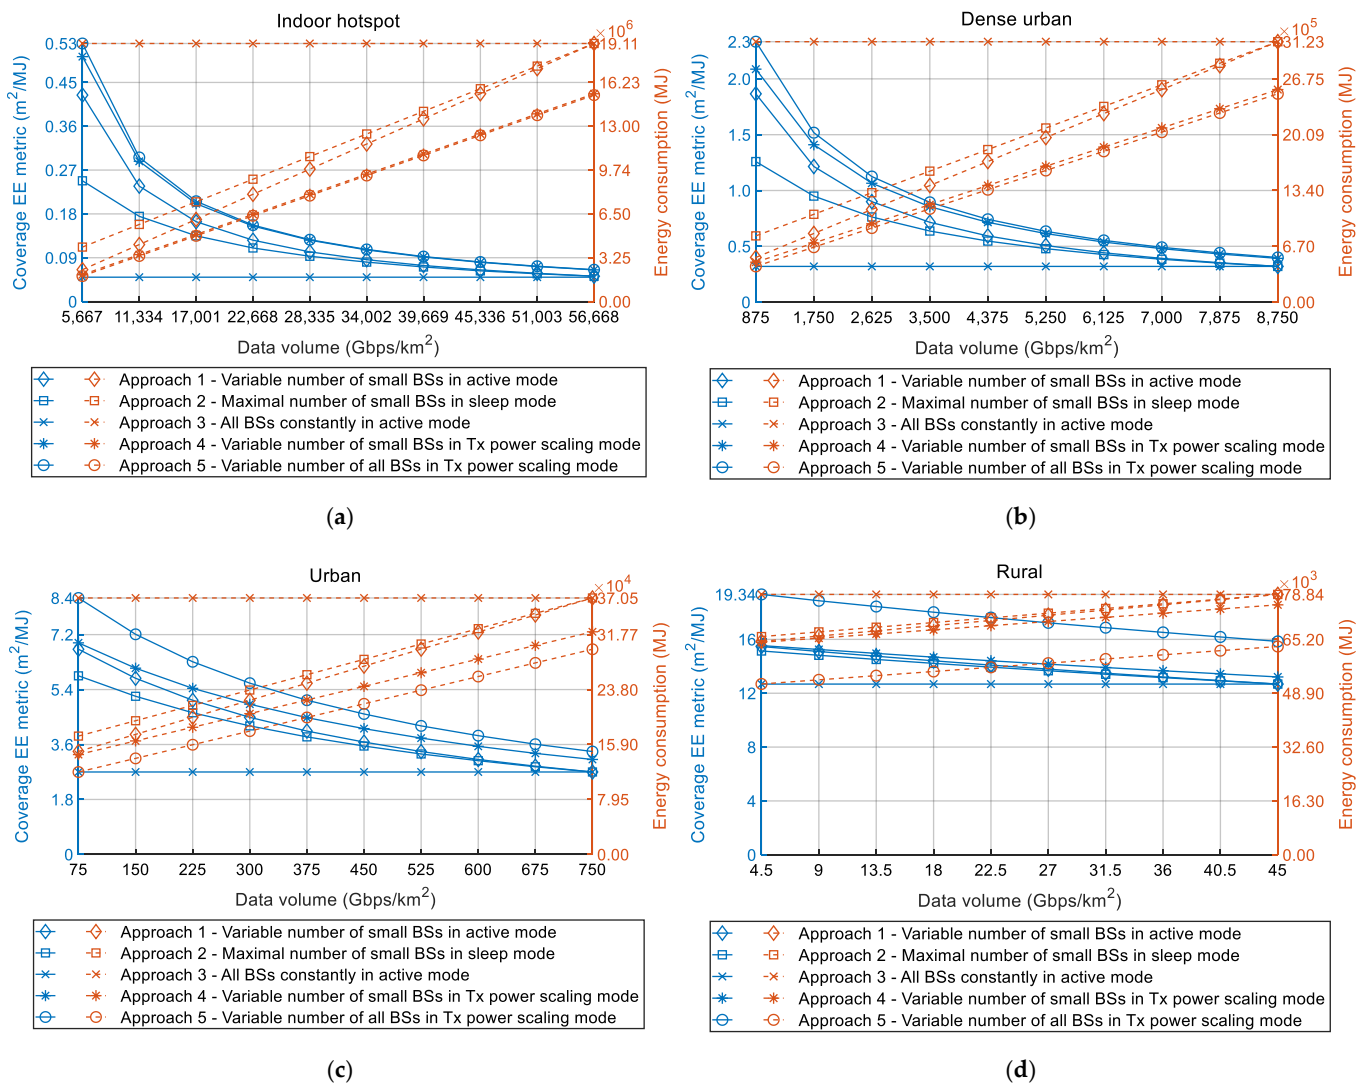 Indoor hotspot
×10^6
Coverage EE metric (m^2/MJ)
0.53
0.45
0.36
0.27
0.18
0.09
0
19.11
16.23
13.00
9.74
6.50
3.25
0.00
Energy consumption (MJ)
5,667 11,334 17,001 22,668 28,335 34,002 39,669 45,336 51,003 56,668
Data volume (Gbps/km^2)
Approach 1 - Variable number of small BSs in active mode
Approach 2 - Maximal number of small BSs in sleep mode
Approach 3 - All BSs constantly in active mode
Approach 4 - Variable number of small BSs in Tx power scaling mode
Approach 5 - Variable number of all BSs in Tx power scaling mode
(a)
Dense urban
×10^5
Coverage EE metric (m^2/MJ)
2.3
2.0
1.5
1.0
0.5
0
31.23
26.75
20.09
13.40
6.70
0.00
Energy consumption (MJ)
875 1,750 2,625 3,500 4,375 5,250 6,125 7,000 7,875 8,750
Data volume (Gbps/km^2)
Approach 1 - Variable number of small BSs in active mode
Approach 2 - Maximal number of small BSs in sleep mode
Approach 3 - All BSs constantly in active mode
Approach 4 - Variable number of small BSs in Tx power scaling mode
Approach 5 - Variable number of all BSs in Tx power scaling mode
(b)
Urban
×10^4
Coverage EE metric (m^2/MJ)
8.4
7.2
5.4
3.6
1.8
0
37.05
31.77
23.80
15.90
7.95
0.00
Energy consumption (MJ)
75 150 225 300 375 450 525 600 675 750
Data volume (Gbps/km^2)
Approach 1 - Variable number of small BSs in active mode
Approach 2 - Maximal number of small BSs in sleep mode
Approach 3 - All BSs constantly in active mode
Approach 4 - Variable number of small BSs in Tx power scaling mode
Approach 5 - Variable number of all BSs in Tx power scaling mode
(c)
Rural
×10^3
Coverage EE metric (m^2/MJ)
19.34
16
12
8
4
0
78.84
65.20
48.90
32.60
16.30
0.00
Energy consumption (MJ)
4.5 9 13.5 18 22.5 27 31.5 36 40.5 45
Data volume (Gbps/km^2)
Approach 1 - Variable number of small BSs in active mode
Approach 2 - Maximal number of small BSs in sleep mode
Approach 3 - All BSs constantly in active mode
Approach 4 - Variable number of small BSs in Tx power scaling mode
Approach 5 - Variable number of all BSs in Tx power scaling mode
(d)